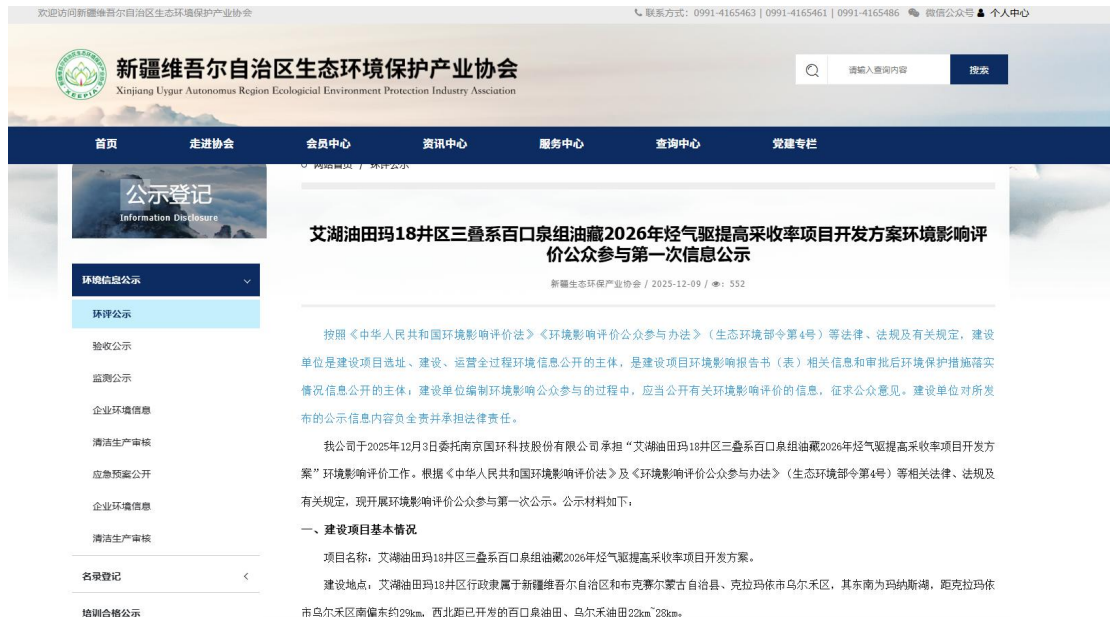 欢迎访问新疆维吾尔自治区生态环境保护产业协会
联系方式：0991-4165463 | 0991-4165461 | 0991-4165486 微信公众号 个人中心
新疆维吾尔自治区生态环境保护产业协会
Xinjiang Uygur Autonomus Region Ecologicial Environment Protection Industry Assciation
XEEPIA
请输入查询内容
搜索
首页 走进协会 会员中心 资讯中心 服务中心 查询中心 党建专栏
网站首页 / 环评公示
公示登记
Information Disclosure
环境信息公示
环评公示
验收公示
监测公示
企业环境信息
清洁生产审核
应急预案公开
企业环境信息
清洁生产审核
名录登记
培训合格公示
艾湖油田玛18井区三叠系百口泉组油藏2026年烃气驱提高采收率项目开发方案环境影响评
价公众参与第一次信息公示
新疆生态环保产业协会 / 2025-12-09 / : 552
按照《中华人民共和国环境影响评价法》《环境影响评价公众参与办法》（生态环境部令第4号）等法律、法规及有关规定，建设
单位是建设项目选址、建设、运营全过程环境信息公开的主体，是建设项目环境影响报告书（表）相关信息和审批后环境保护措施落实
情况信息公开的主体；建设单位编制环境影响公众参与的过程中，应当公开有关环境影响评价的信息，征求公众意见。建设单位对所发
布的公示信息内容负全责并承担法律责任。
我公司于2025年12月3日委托南京国环科技股份有限公司承担“艾湖油田玛18井区三叠系百口泉组油藏2026年烃气驱提高采收率项目开发方
案”环境影响评价工作。根据《中华人民共和国环境影响评价法》及《环境影响评价公众参与办法》（生态环境部令第4号）等相关法律、法规及
有关规定，现开展环境影响评价公众参与第一次公示。公示材料如下：
一、建设项目基本情况
项目名称：艾湖油田玛18井区三叠系百口泉组油藏2026年烃气驱提高采收率项目开发方案。
建设地点：艾湖油田玛18井区行政隶属于新疆维吾尔自治区和布克赛尔蒙古自治县、克拉玛依市乌尔禾区，其东南为玛纳斯湖，距克拉玛依
市乌尔禾区南偏东约29km，西北距已开发的百口泉油田、乌尔禾油田22km~28km。